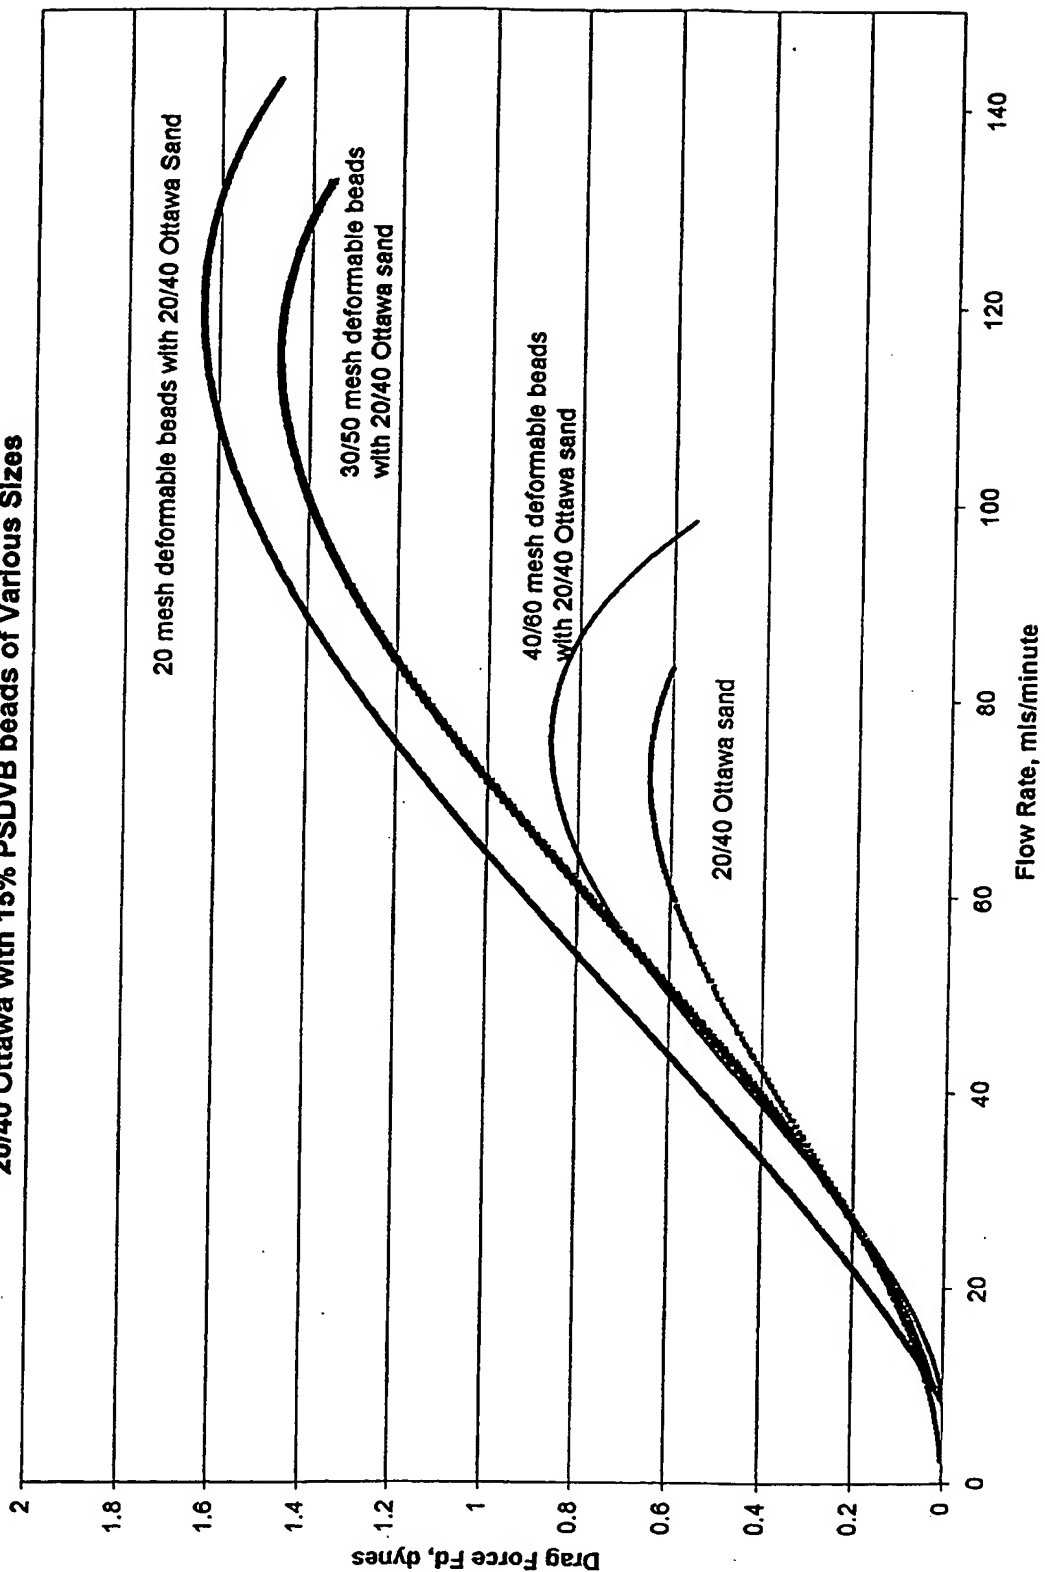 20/40 Ottawa with 15% PSDVB beads of Various Sizes
2
1.8
1.6
1.4
1.2
1
0.8
0.6
0.4
0.2
0
Drag Force Fd, dynes
20 mesh deformable beads with 20/40 Ottawa Sand
30/50 mesh deformable beads
with 20/40 Ottawa sand
40/60 mesh deformable beads
with 20/40 Ottawa sand
20/40 Ottawa sand
0
20
40
60
80
100
120
140
Flow Rate, mls/minute